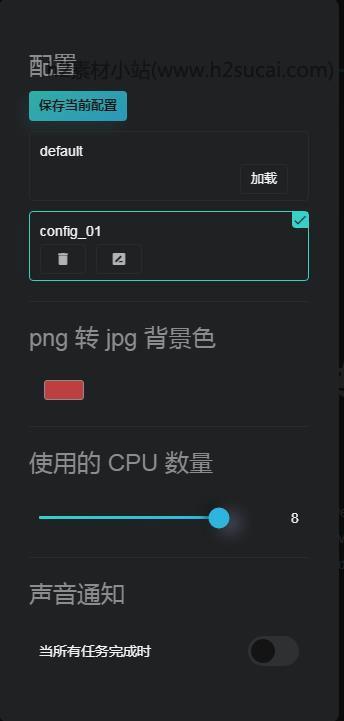 配置
素材小站(www.h2sucai.com)
保存当前配置
default
加载
config_01
png 转 jpg 背景色
使用的 CPU 数量
8
声音通知
当所有任务完成时